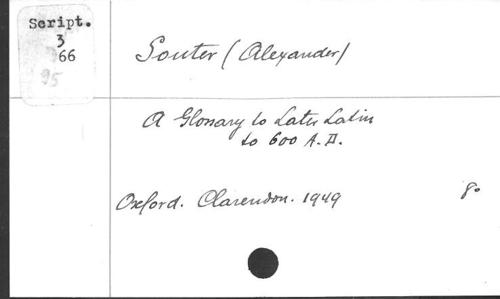 Script.
3
66
95
Souter (Alexander)
A Glossary to Later Latin
to 600 A.D.
Oxford. Clarendon. 1949 8°